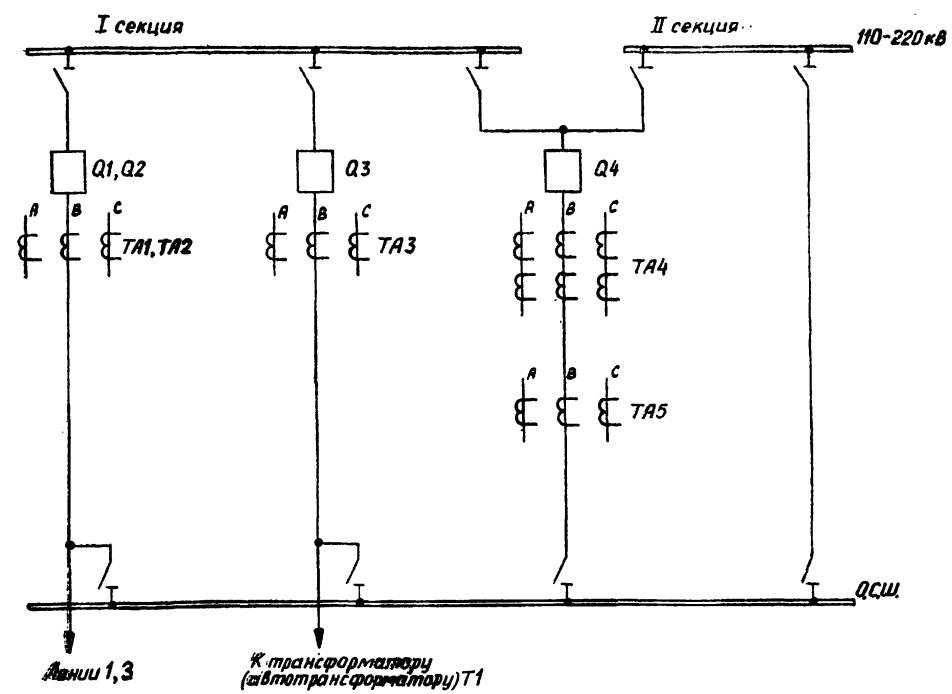 I секция
II секция
110-220кВ
Q1,Q2
Q3
Q4
A B C
TA1,TA2
A B C
TA3
A B C
TA4
A B C
TA5
О.С.Ш.
Линии 1,3
К трансформатору
(автотрансформатору) T1